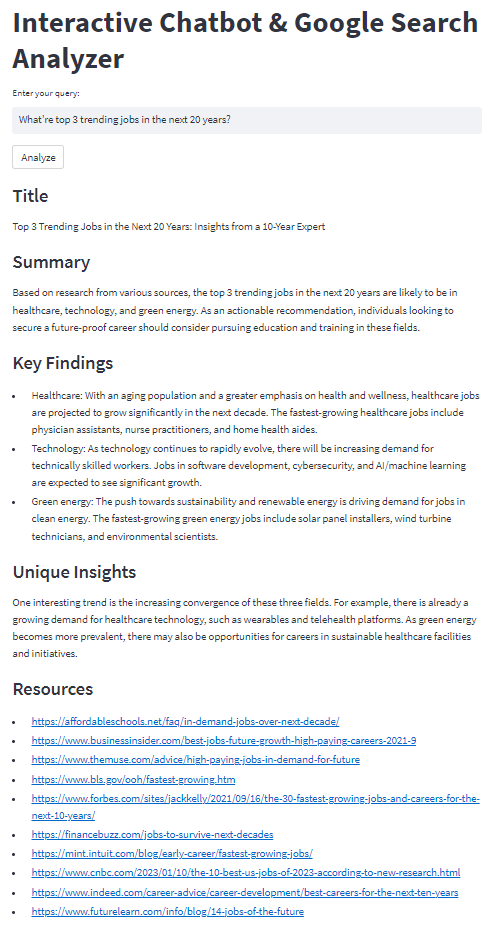 Interactive Chatbot & Google Search
Analyzer
Enter your query:
What're top 3 trending jobs in the next 20 years?
Analyze
Title
Top 3 Trending Jobs in the Next 20 Years: Insights from a 10-Year Expert
Summary
Based on research from various sources, the top 3 trending jobs in the next 20 years are likely to be in
healthcare, technology, and green energy. As an actionable recommendation, individuals looking to
secure a future-proof career should consider pursuing education and training in these fields.
Key Findings
• Healthcare: With an aging population and a greater emphasis on health and wellness, healthcare jobs
are projected to grow significantly in the next decade. The fastest-growing healthcare jobs include
physician assistants, nurse practitioners, and home health aides.
• Technology: As technology continues to rapidly evolve, there will be increasing demand for
technically skilled workers. Jobs in software development, cybersecurity, and AI/machine learning
are expected to see significant growth.
• Green energy: The push towards sustainability and renewable energy is driving demand for jobs in
clean energy. The fastest-growing green energy jobs include solar panel installers, wind turbine
technicians, and environmental scientists.
Unique Insights
One interesting trend is the increasing convergence of these three fields. For example, there is already a
growing demand for healthcare technology, such as wearables and telehealth platforms. As green energy
becomes more prevalent, there may also be opportunities for careers in sustainable healthcare facilities
and initiatives.
Resources
• https://affordableschools.net/faq/in-demand-jobs-over-next-decade/
• https://www.businessinsider.com/best-jobs-future-growth-high-paying-careers-2021-9
• https://www.themuse.com/advice/high-paying-jobs-in-demand-for-future
• https://www.bls.gov/ooh/fastest-growing.htm
• https://www.forbes.com/sites/jackkelly/2021/09/16/the-30-fastest-growing-jobs-and-careers-for-the-
next-10-years/
• https://financebuzz.com/jobs-to-survive-next-decades
• https://mint.intuit.com/blog/early-career/fastest-growing-jobs/
• https://www.cnbc.com/2023/01/10/the-10-best-us-jobs-of-2023-according-to-new-research.html
• https://www.indeed.com/career-advice/career-development/best-careers-for-the-next-ten-years
• https://www.futurelearn.com/info/blog/14-jobs-of-the-future